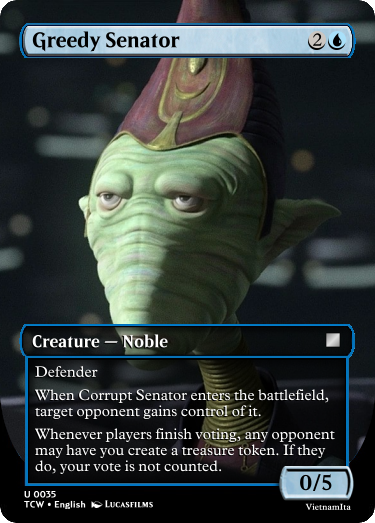 Greedy Senator 2
Creature — Noble
Defender
When Corrupt Senator enters the battlefield,
target opponent gains control of it.
Whenever players finish voting, any opponent
may have you create a treasure token. If they
do, your vote is not counted.
0/5
U 0035
TCW • English LUCASFILMS
VietnamIta